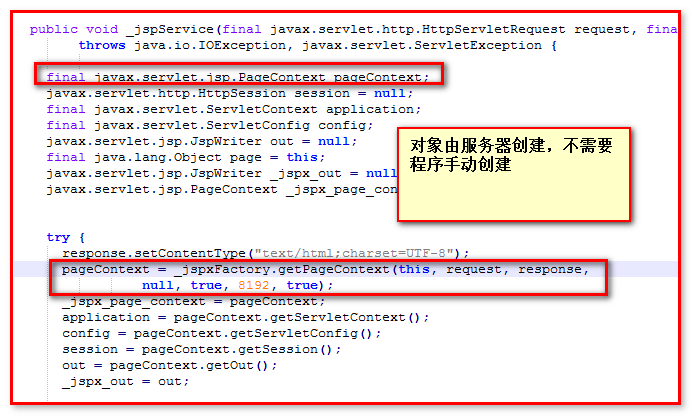 public void _jspService(final javax.servlet.http.HttpServletRequest request, fina
throws java.io.IOException, javax.servlet.ServletException {
final javax.servlet.jsp.PageContext pageContext;
javax.servlet.http.HttpSession session = null;
final javax.servlet.ServletContext application;
final javax.servlet.ServletConfig config;
javax.servlet.jsp.JspWriter out = null;
final java.lang.Object page = this;
javax.servlet.jsp.JspWriter _jspx_out = null
javax.servlet.jsp.PageContext _jspx_page_con
对象由服务器创建，不需要
程序手动创建
try {
response.setContentType("text/html;charset=UTF-8");
pageContext = _jspxFactory.getPageContext(this, request, response,
null, true, 8192, true);
_jspx_page_context = pageContext;
application = pageContext.getServletContext();
config = pageContext.getServletConfig();
session = pageContext.getSession();
out = pageContext.getOut();
_jspx_out = out;